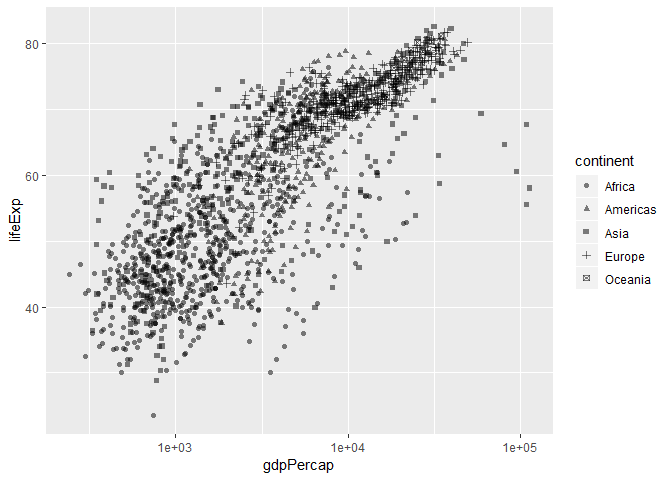 80
60
40
lifeExp
1e+03
1e+04
1e+05
gdpPercap
continent
Africa
Americas
Asia
Europe
Oceania